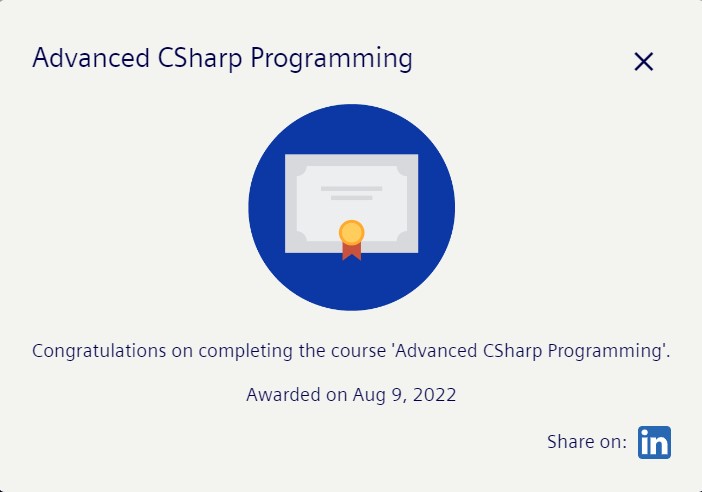 Advanced CSharp Programming
Congratulations on completing the course 'Advanced CSharp Programming'.
Awarded on Aug 9, 2022
Share on: in